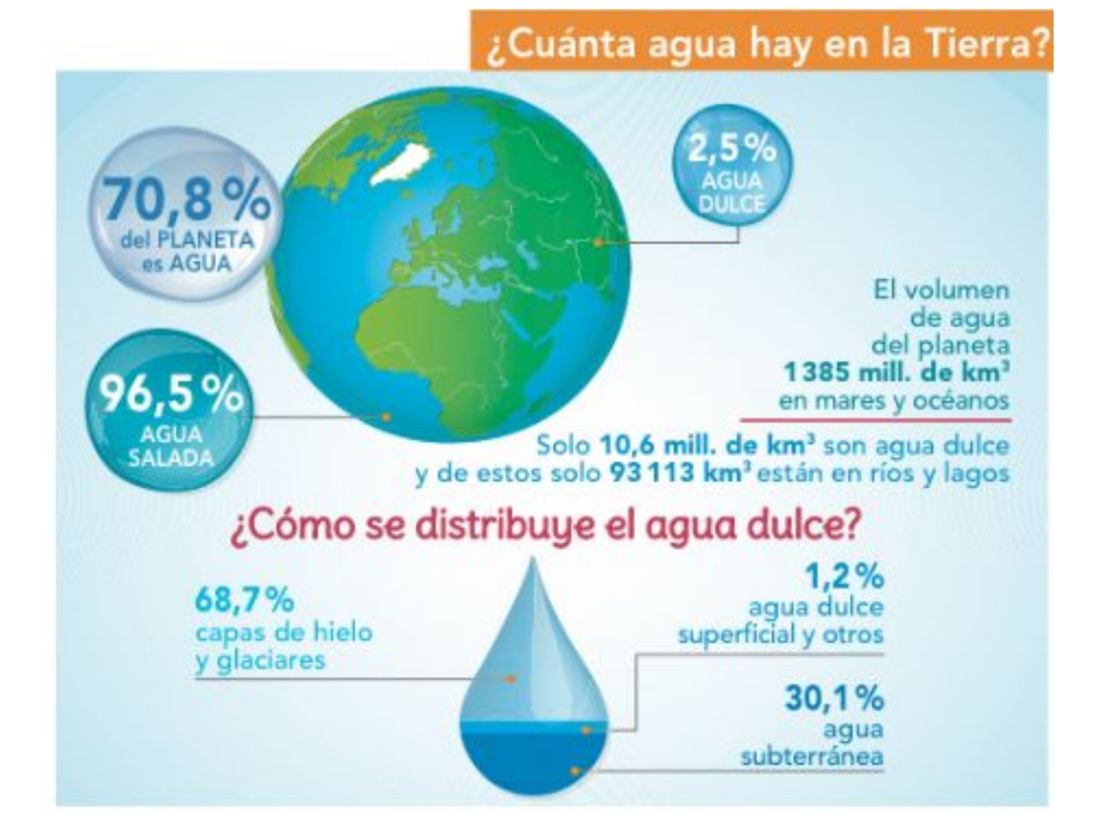 ¿Cuánta agua hay en la Tierra?
70,8 %
del PLANETA
es AGUA
2,5 %
AGUA
DULCE
96,5 %
AGUA
SALADA
El volumen
de agua
del planeta
1 385 mill. de km³
en mares y océanos
Solo 10,6 mill. de km³ son agua dulce
y de estos solo 93 113 km³ están en ríos y lagos
¿Cómo se distribuye el agua dulce?
68,7 %
capas de hielo
y glaciares
1,2 %
agua dulce
superficial y otros
30,1 %
agua
subterránea